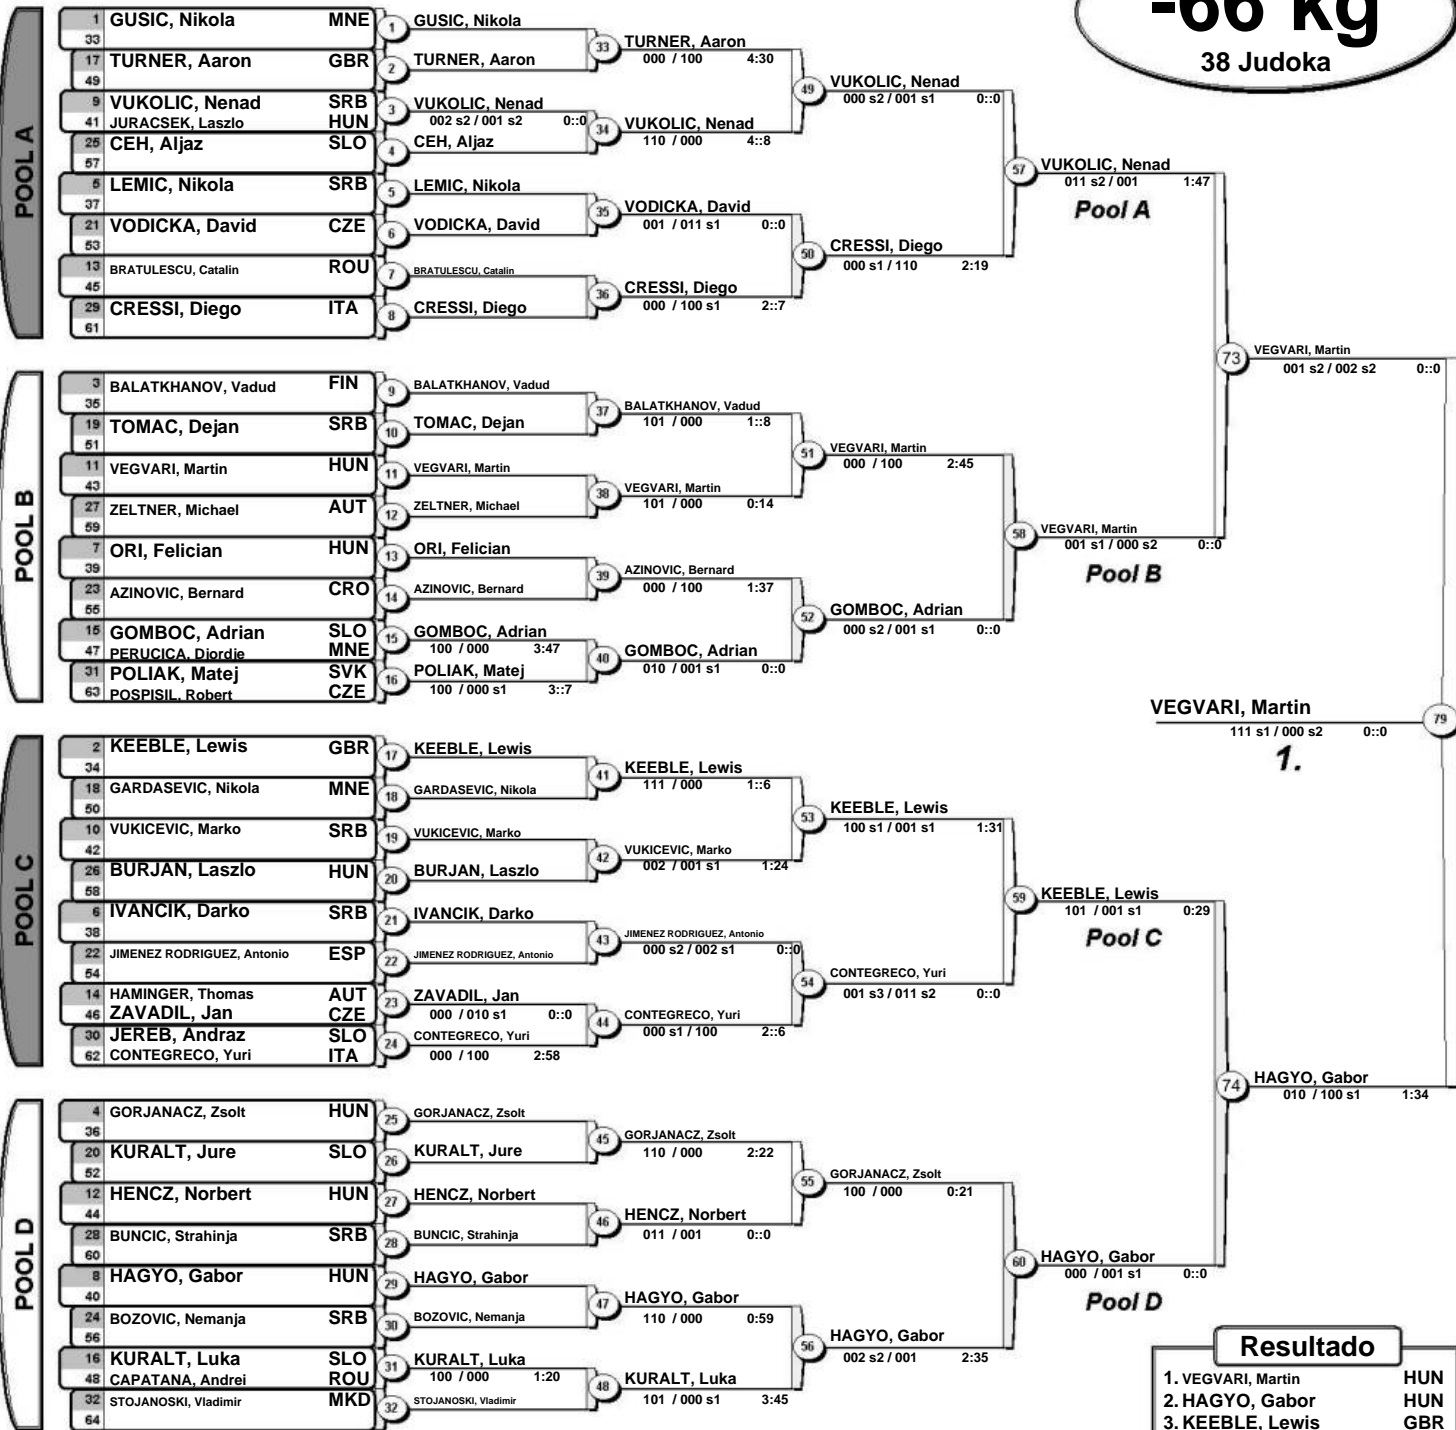 -66 kg
38 Judoka
POOL A
1 GUSIC, Nikola MNE
33
17 TURNER, Aaron GBR
49
9 VUKOLIC, Nenad SRB
41 JURACSEK, Laszlo HUN
25 CEH, Aljaz SLO
57
5 LEMIC, Nikola SRB
37
21 VODICKA, David CZE
53
13 BRATULESCU, Catalin ROU
45
29 CRESSI, Diego ITA
61
1 GUSIC, Nikola
2 TURNER, Aaron
3 VUKOLIC, Nenad
002 s2 / 001 s2 0::0
4 CEH, Aljaz
5 LEMIC, Nikola
6 VODICKA, David
7 BRATULESCU, Catalin
8 CRESSI, Diego
33 TURNER, Aaron
000 / 100 4:30
34 VUKOLIC, Nenad
110 / 000 4::8
35 VODICKA, David
001 / 011 s1 0::0
36 CRESSI, Diego
000 / 100 s1 2::7
49 VUKOLIC, Nenad
000 s2 / 001 s1 0::0
50 CRESSI, Diego
000 s1 / 110 2:19
57 VUKOLIC, Nenad
011 s2 / 001 1:47
Pool A
POOL B
3 BALATKHANOV, Vadud FIN
35
19 TOMAC, Dejan SRB
51
11 VEGVARI, Martin HUN
43
27 ZELTNER, Michael AUT
59
7 ORI, Felician HUN
39
23 AZINOVIC, Bernard CRO
55
15 GOMBOC, Adrian SLO
47 PERUCICA, Djordje MNE
31 POLIAK, Matej SVK
63 POSPISIL, Robert CZE
9 BALATKHANOV, Vadud
10 TOMAC, Dejan
11 VEGVARI, Martin
12 ZELTNER, Michael
13 ORI, Felician
14 AZINOVIC, Bernard
15 GOMBOC, Adrian
100 / 000 3:47
16 POLIAK, Matej
100 / 000 s1 3::7
37 BALATKHANOV, Vadud
101 / 000 1::8
38 VEGVARI, Martin
101 / 000 0:14
39 AZINOVIC, Bernard
000 / 100 1:37
40 GOMBOC, Adrian
010 / 001 s1 0::0
51 VEGVARI, Martin
000 / 100 2:45
52 GOMBOC, Adrian
000 s2 / 001 s1 0::0
58 VEGVARI, Martin
001 s1 / 000 s2 0::0
Pool B
73 VEGVARI, Martin
001 s2 / 002 s2 0::0
VEGVARI, Martin 79
111 s1 / 000 s2 0::0
1.
POOL C
2 KEEBLE, Lewis GBR
34
18 GARDASEVIC, Nikola MNE
50
10 VUKICEVIC, Marko SRB
42
26 BURJAN, Laszlo HUN
58
6 IVANCIK, Darko SRB
38
22 JIMENEZ RODRIGUEZ, Antonio ESP
54
14 HAMINGER, Thomas AUT
46 ZAVADIL, Jan CZE
30 JEREB, Andraz SLO
62 CONTEGRECO, Yuri ITA
17 KEEBLE, Lewis
18 GARDASEVIC, Nikola
19 VUKICEVIC, Marko
20 BURJAN, Laszlo
21 IVANCIK, Darko
22 JIMENEZ RODRIGUEZ, Antonio
23 ZAVADIL, Jan
000 / 010 s1 0::0
24 CONTEGRECO, Yuri
000 / 100 2:58
41 KEEBLE, Lewis
111 / 000 1::6
42 VUKICEVIC, Marko
002 / 001 s1 1:24
43 JIMENEZ RODRIGUEZ, Antonio
000 s2 / 002 s1 0::0
44 CONTEGRECO, Yuri
000 s1 / 100 2::6
53 KEEBLE, Lewis
100 s1 / 001 s1 1:31
54 CONTEGRECO, Yuri
001 s3 / 011 s2 0::0
59 KEEBLE, Lewis
101 / 001 s1 0:29
Pool C
POOL D
4 GORJANACZ, Zsolt HUN
36
20 KURALT, Jure SLO
52
12 HENCZ, Norbert HUN
44
28 BUNCIC, Strahinja SRB
60
8 HAGYO, Gabor HUN
40
24 BOZOVIC, Nemanja SRB
56
16 KURALT, Luka SLO
48 CAPATANA, Andrei ROU
32 STOJANOSKI, Vladimir MKD
64
25 GORJANACZ, Zsolt
26 KURALT, Jure
27 HENCZ, Norbert
28 BUNCIC, Strahinja
29 HAGYO, Gabor
30 BOZOVIC, Nemanja
31 KURALT, Luka
100 / 000 1:20
32 STOJANOSKI, Vladimir
45 GORJANACZ, Zsolt
110 / 000 2:22
46 HENCZ, Norbert
011 / 001 0::0
47 HAGYO, Gabor
110 / 000 0:59
48 KURALT, Luka
101 / 000 s1 3:45
55 GORJANACZ, Zsolt
100 / 000 0:21
56 HAGYO, Gabor
002 s2 / 001 2:35
60 HAGYO, Gabor
000 / 001 s1 0::0
Pool D
74 HAGYO, Gabor
010 / 100 s1 1:34
Resultado
1. VEGVARI, Martin HUN
2. HAGYO, Gabor HUN
3. KEEBLE, Lewis GBR